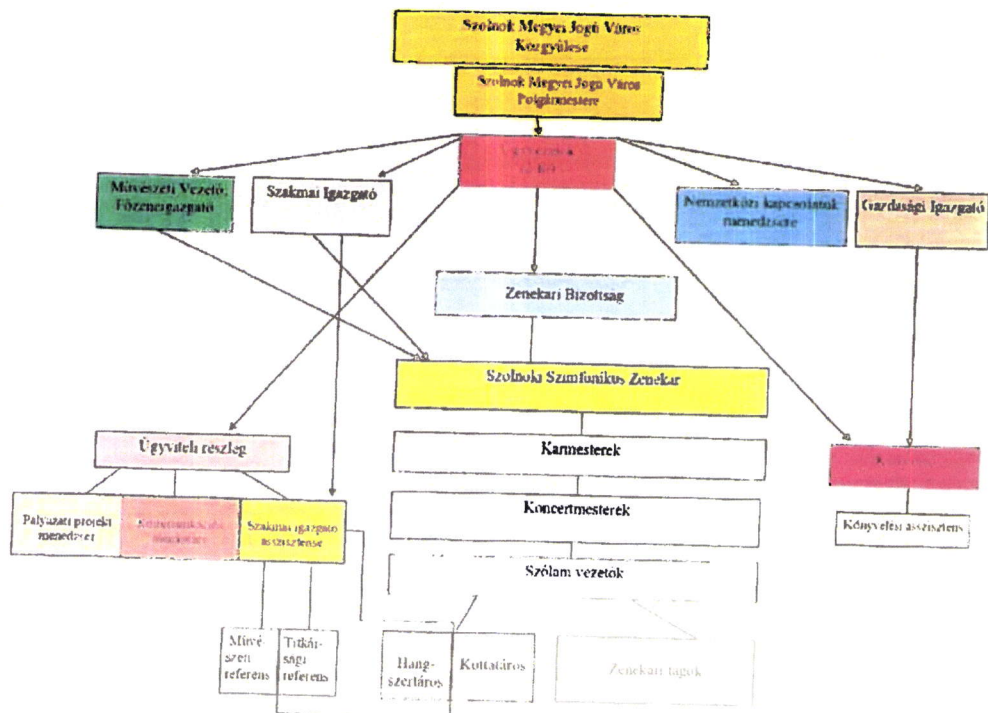 Szolnok Megyei Jogú Város
Közgyűlése
Szolnok Megyei Jogú Város
Polgármestere
Művészeti Vezető,
Főzeneigazgató
Szakmai Igazgató
Nemzetközi kapcsolatok
menedzsere
Gazdasági Igazgató
Zenekari Bizottság
Szolnoki Szimfonikus Zenekar
Ügyviteli részleg
Karmesterek
Pályázati projekt
menedzser
Szakmai igazgató
asszisztense
Koncertmesterek
Könyvelési asszisztens
Szólam vezetők
Művé-
szeti
referens
Titkár-
sági
referens
Hang-
szertáros
Kottatáros
Zenekari tagok